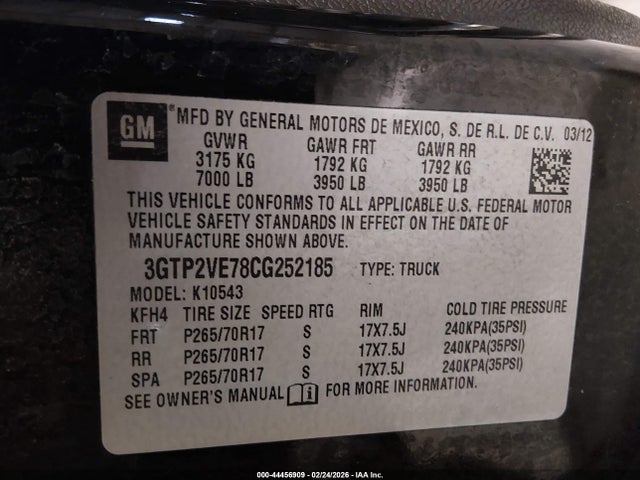 GM ® MFD BY GENERAL MOTORS DE MEXICO, S. DE R.L. DE C.V. 03/12
GVWR GAWR FRT GAWR RR
3175 KG 1792 KG 1792 KG
7000 LB 3950 LB 3950 LB
THIS VEHICLE CONFORMS TO ALL APPLICABLE U.S. FEDERAL MOTOR
VEHICLE SAFETY STANDARDS IN EFFECT ON THE DATE OF
MANUFACTURE SHOWN ABOVE.
3GTP2VE78CG252185 TYPE: TRUCK
MODEL: K10543
KFH4 TIRE SIZE SPEED RTG RIM COLD TIRE PRESSURE
FRT P265/70R17 S 17X7.5J 240KPA(35PSI)
RR P265/70R17 S 17X7.5J 240KPA(35PSI)
SPA P265/70R17 S 17X7.5J 240KPA(35PSI)
SEE OWNER'S MANUAL i FOR MORE INFORMATION.
000-44456909 - 02/24/2026 - IAA Inc.